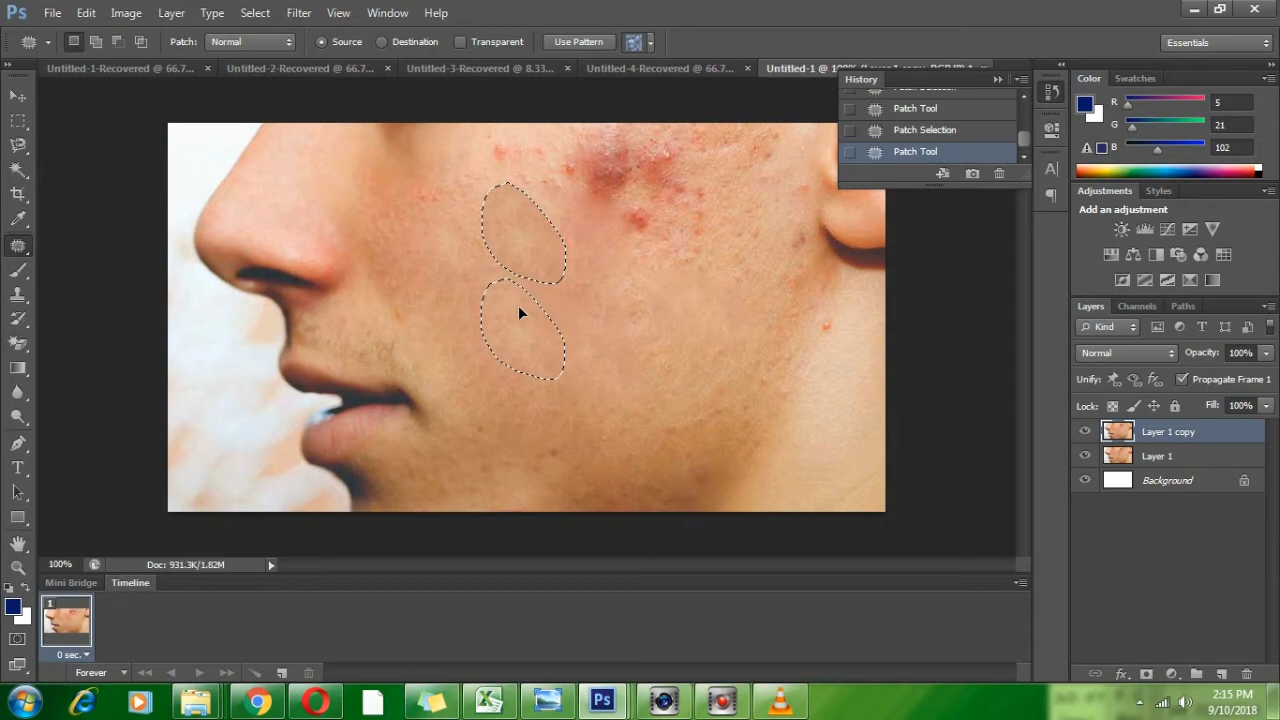 Ps File Edit Image Layer Type Select Filter View Window Help
Patch: Normal Source Destination Transparent Use Pattern Essentials
Untitled-1-Recovered @ 66.7... × Untitled-2-Recovered @ 66.7... × Untitled-3-Recovered @ 8.33... × Untitled-4-Recovered @ 66.7... × Untitled-1 @ 100% (Layer 1 copy, RGB/8) * ×
History
Patch Selection
Patch Tool
Patch Selection
Patch Tool
Color Swatches
R 5
G 21
B 102
Adjustments Styles
Add an adjustment
Layers Channels Paths
Kind
Normal Opacity: 100%
Unify: Propagate Frame 1
Lock: Fill: 100%
Layer 1 copy
Layer 1
Background
100% Doc: 931.3K/1.82M
Mini Bridge Timeline
1
0 sec.
Forever
Ps
2:15 PM
9/10/2018